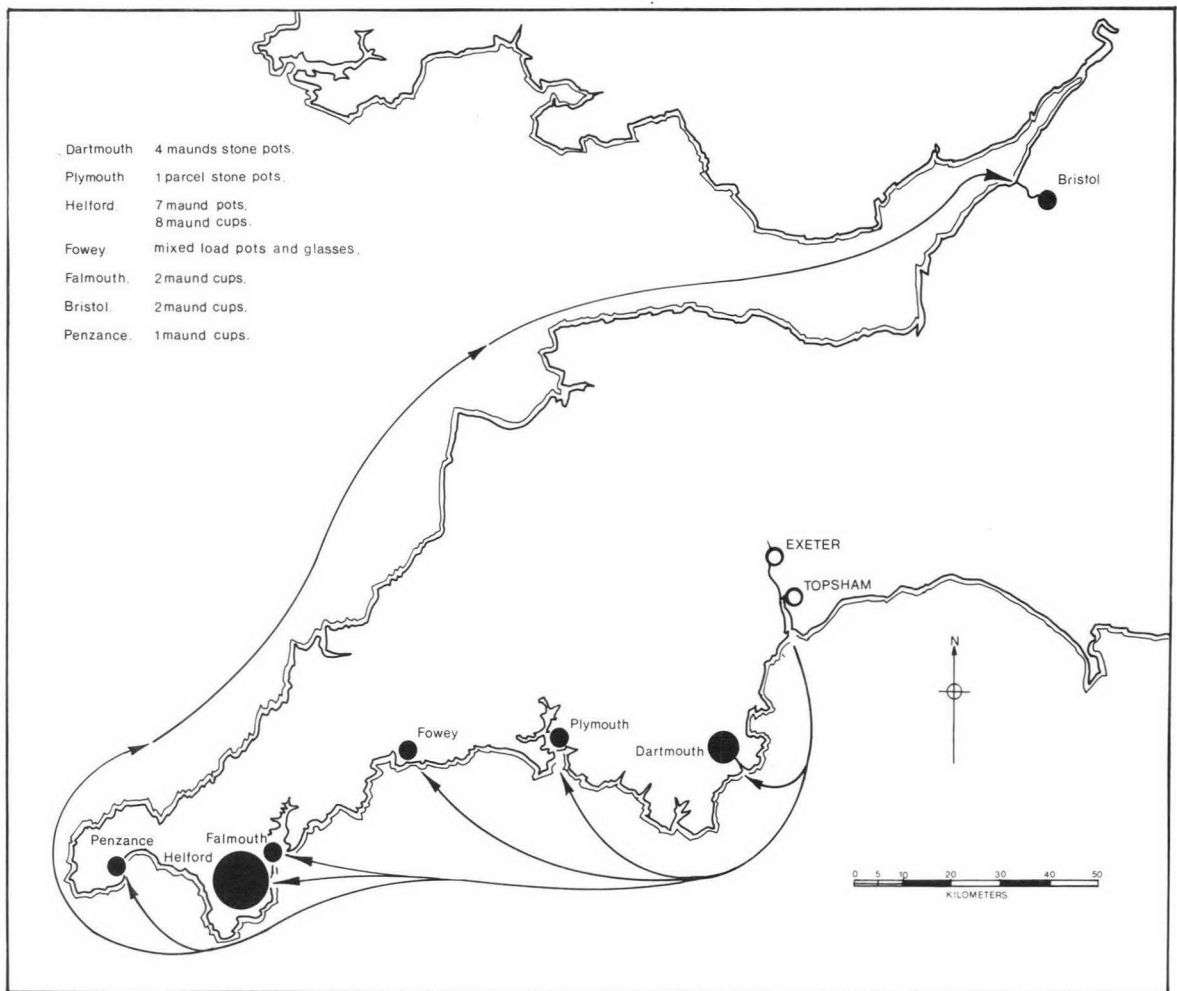 Dartmouth 4 maunds stone pots.
Plymouth 1 parcel stone pots.
Helford. 7 maund pots.
8 maund cups.
Fowey mixed load pots and glasses.
Falmouth. 2 maund cups.
Bristol. 2 maund cups.
Penzance. 1 maund cups.
Bristol
EXETER
TOPSHAM
N
Fowey
Plymouth
Dartmouth
Penzance
Falmouth
Helford
0 5 10 20 30 40 50
KILOMETERS